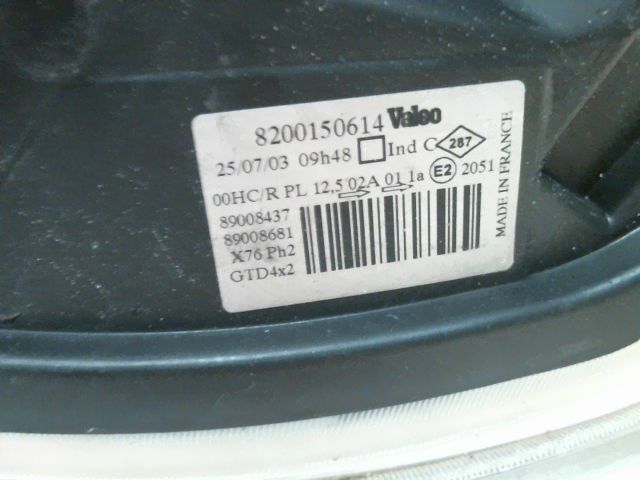 8200150614 Valeo
25/07/03 09h48 Ind C 287
00HC/R PL 12,5 02A 01 1a E2 2051
89008437
89008681
X76 Ph2
GTD4x2
MADE IN FRANCE